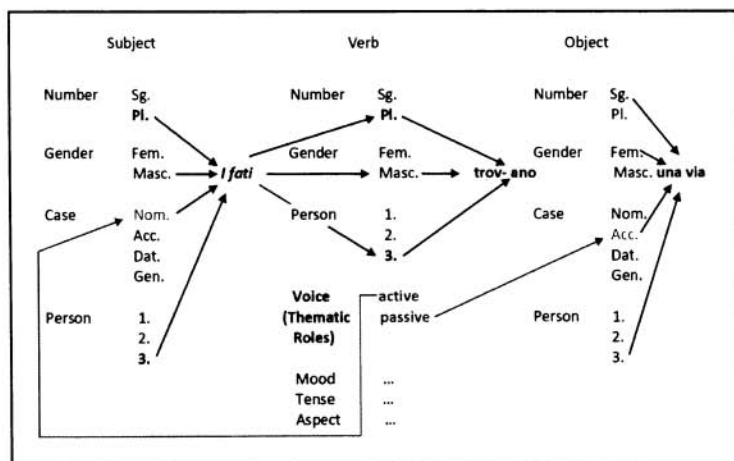 Subject Verb Object
Number Sg. Number Sg. Number Sg.
Pl. Pl. Pl.
Gender Fem. Gender Fem. Gender Fem.
Masc. I fati Masc. trov- ano Masc. una via
Case Nom. Person 1. Case Nom.
Acc. 2. Acc.
Dat. 3. Dat.
Gen. Gen.
Voice active
Person 1. (Thematic passive Person 1.
2. Roles) 2.
3. 3.
Mood ...
Tense ...
Aspect ...